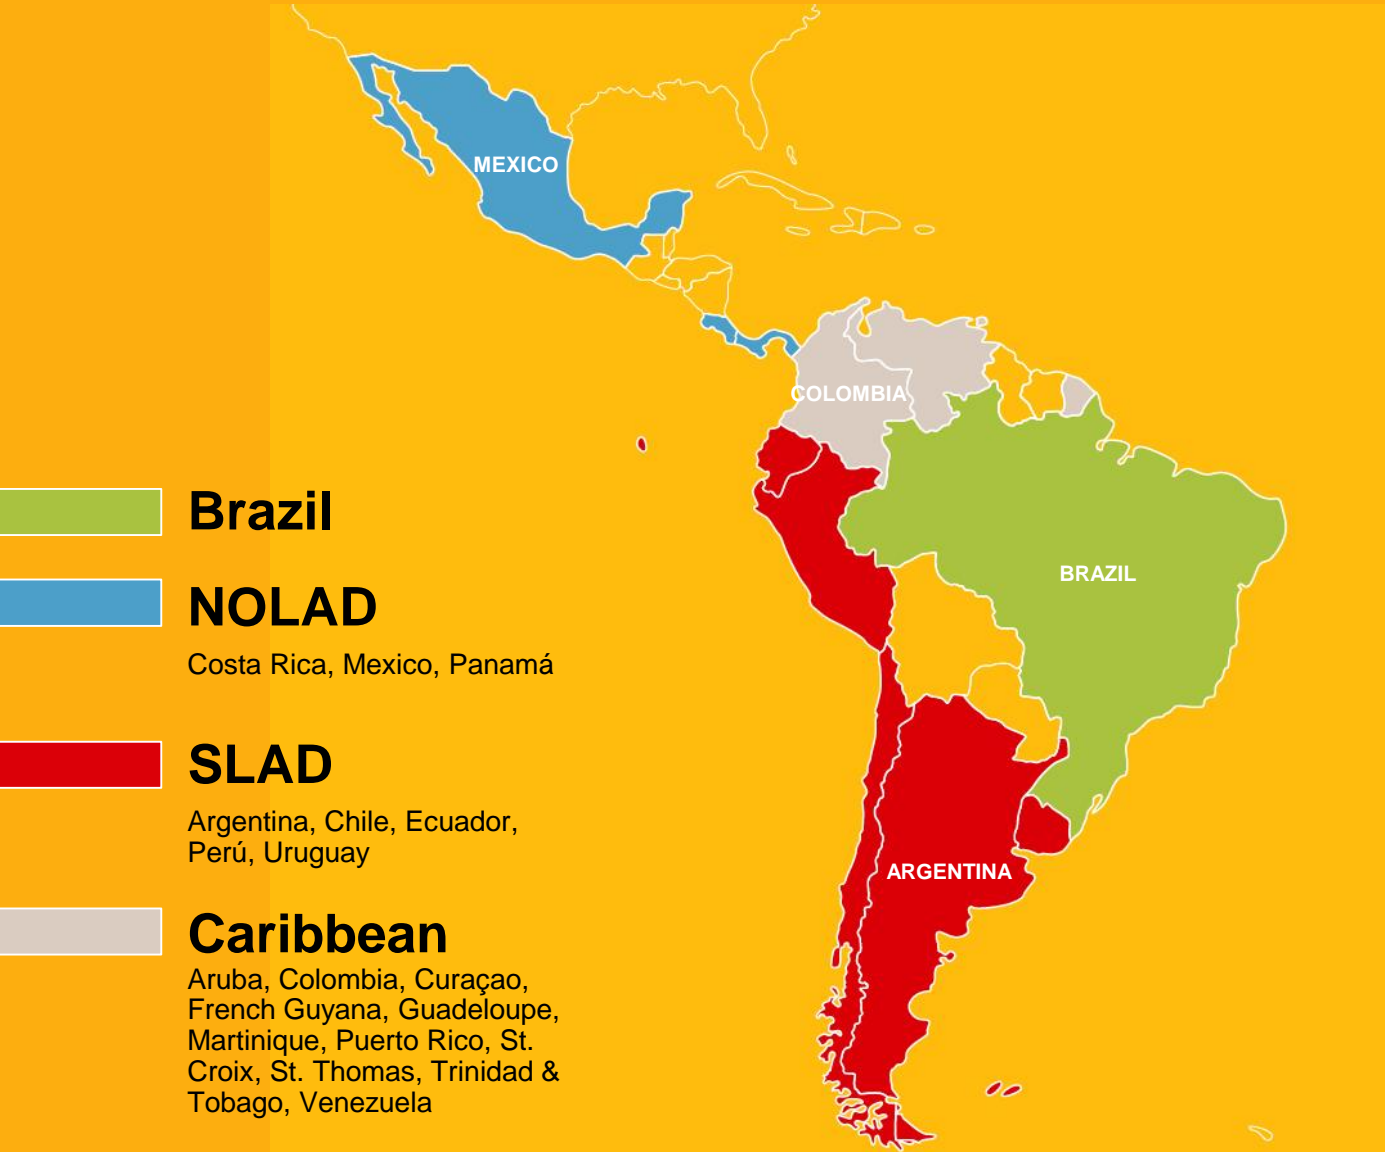 MEXICO
COLOMBIA
BRAZIL
ARGENTINA
Brazil
NOLAD
Costa Rica, Mexico, Panamá
SLAD
Argentina, Chile, Ecuador,
Perú, Uruguay
Caribbean
Aruba, Colombia, Curaçao,
French Guyana, Guadeloupe,
Martinique, Puerto Rico, St.
Croix, St. Thomas, Trinidad &
Tobago, Venezuela